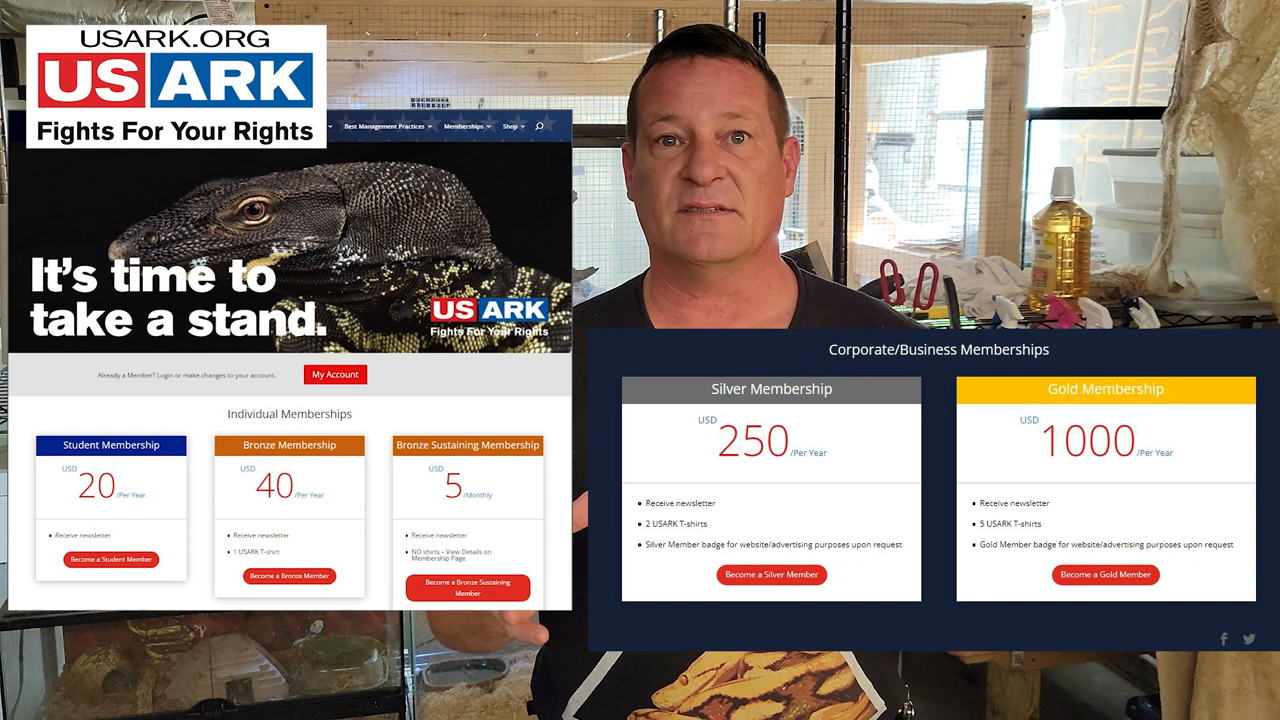 USARK.ORG
US ARK
Fights For Your Rights
Best Management Practices
Memberships
Shop
It's time to
take a stand.
US ARK
Fights For Your Rights
Already a Member? Login or make changes to your account.
My Account
Individual Memberships
Student Membership
USD
20 /Per Year
Receive newsletter
Become a Student Member
Bronze Membership
USD
40 /Per Year
Receive newsletter
1 USARK T-shirt
Become a Bronze Member
Bronze Sustaining Membership
USD
5 /Monthly
Receive newsletter
NO shirts – View Details on
Membership Page
Become a Bronze Sustaining
Member
Corporate/Business Memberships
Silver Membership
USD
250 /Per Year
Receive newsletter
2 USARK T-shirts
Silver Member badge for website/advertising purposes upon request
Become a Silver Member
Gold Membership
USD
1000 /Per Year
Receive newsletter
5 USARK T-shirts
Gold Member badge for website/advertising purposes upon request
Become a Gold Member